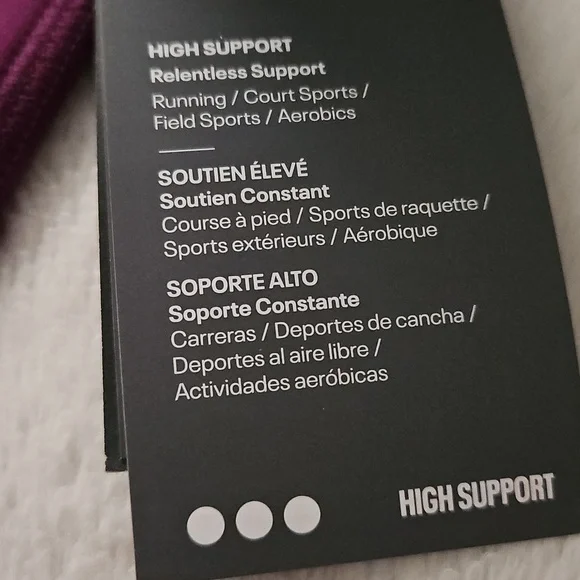 HIGH SUPPORT
Relentless Support
Running / Court Sports /
Field Sports / Aerobics
SOUTIEN ÉLEVÉ
Soutien Constant
Course à pied / Sports de raquette /
Sports extérieurs / Aérobique
SOPORTE ALTO
Soporte Constante
Carreras / Deportes de cancha /
Deportes al aire libre /
Actividades aeróbicas
HIGH SUPPORT